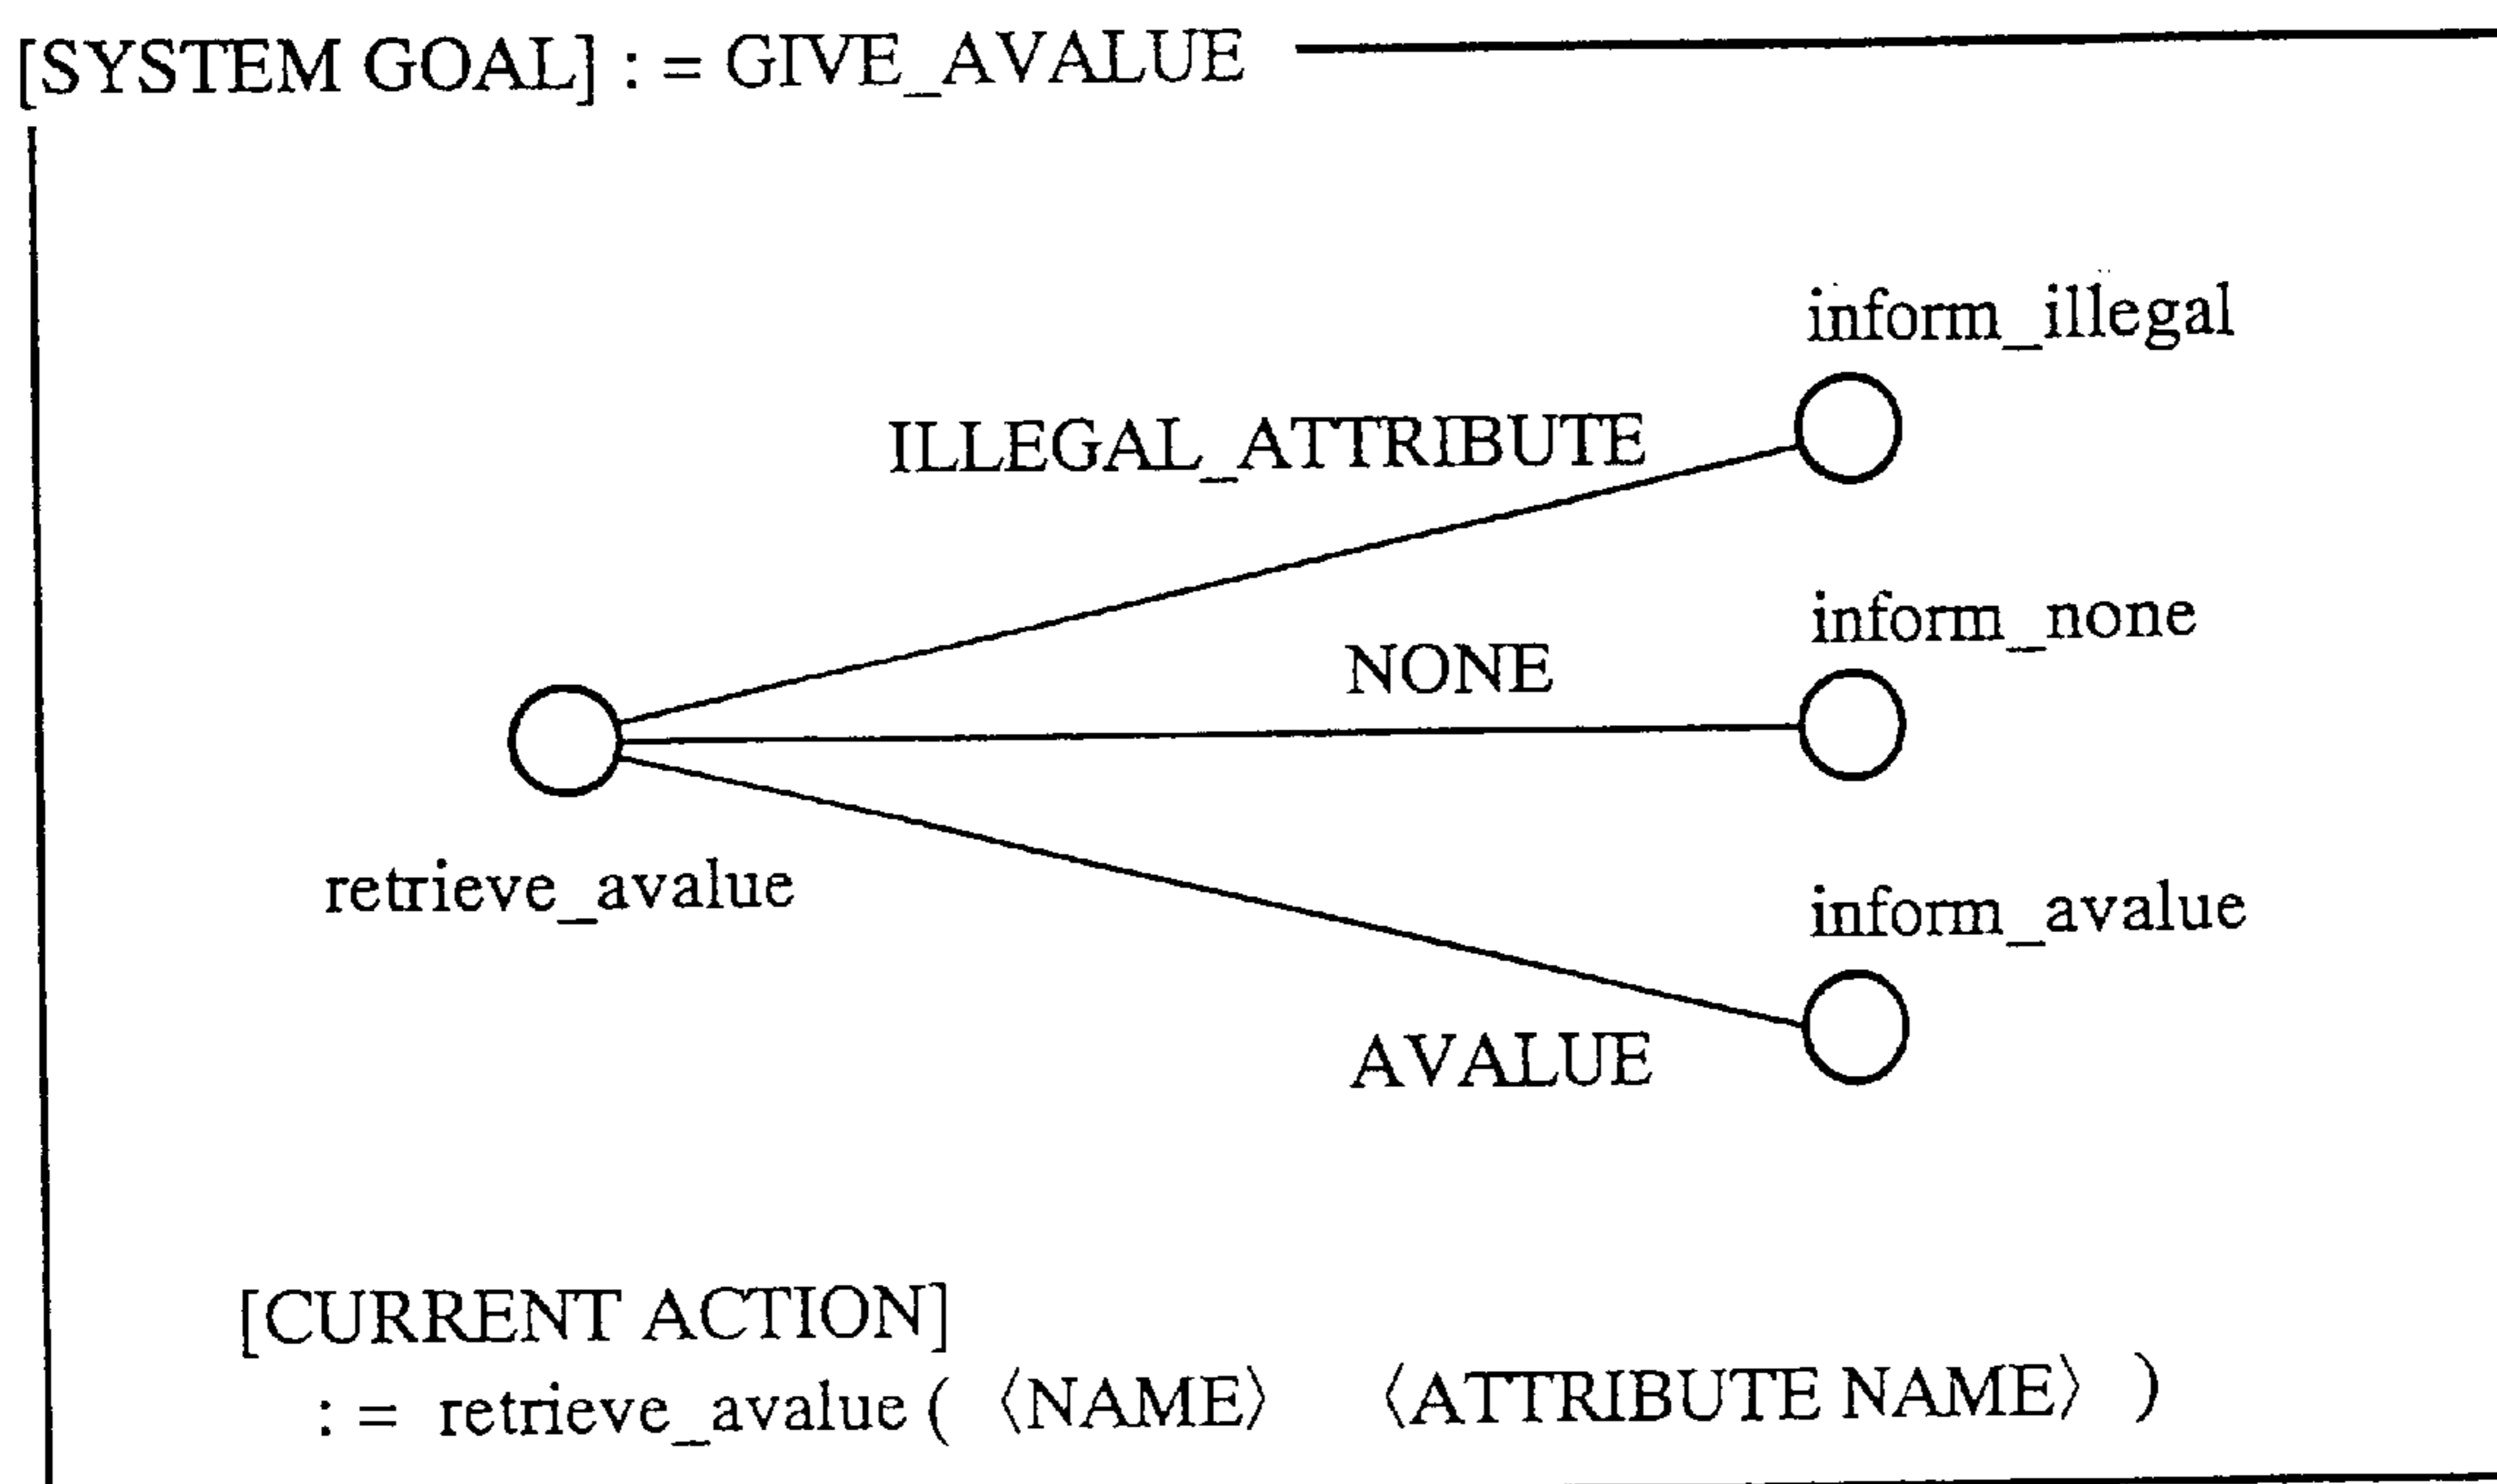 [SYSTEM GOAL] := GIVE_AVALUE
inform_illegal
ILLEGAL_ATTRIBUTE
inform_none
NONE
retrieve_avalue
inform_avalue
AVALUE
[CURRENT ACTION]
:= retrieve_avalue ( 〈NAME〉 〈ATTRIBUTE NAME〉 )